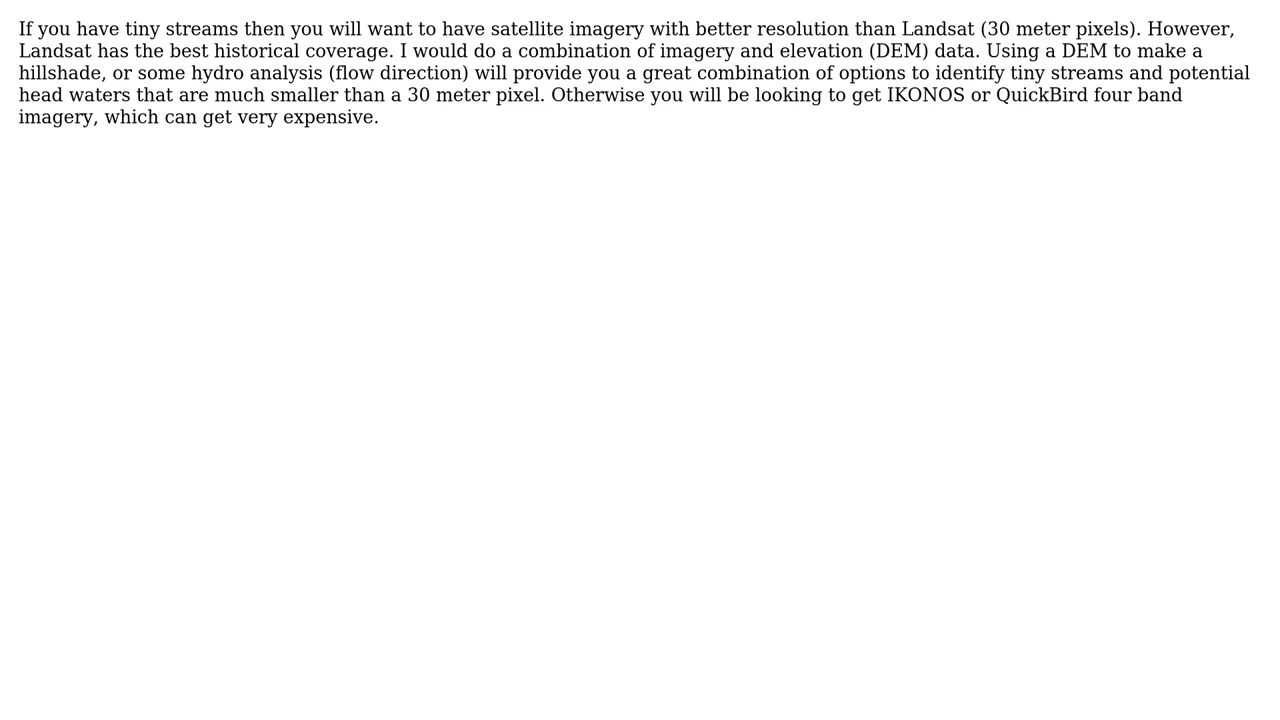 If you have tiny streams then you will want to have satellite imagery with better resolution than Landsat (30 meter pixels). However,
Landsat has the best historical coverage. I would do a combination of imagery and elevation (DEM) data. Using a DEM to make a
hillshade, or some hydro analysis (flow direction) will provide you a great combination of options to identify tiny streams and potential
head waters that are much smaller than a 30 meter pixel. Otherwise you will be looking to get IKONOS or QuickBird four band
imagery, which can get very expensive.